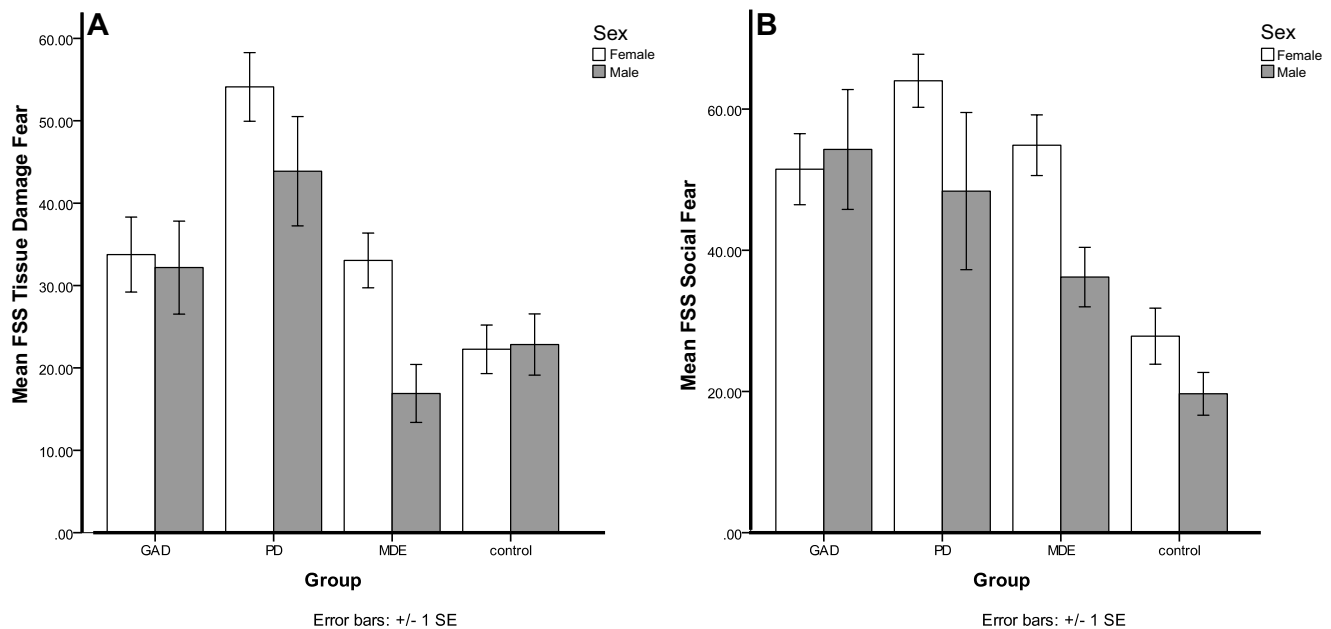 A
Sex
Female
Male
Mean FSS Tissue Damage Fear
60.00
50.00
40.00
30.00
20.00
10.00
.00
GAD PD MDE control
Group
Error bars: +/- 1 SE
B
Sex
Female
Male
Mean FSS Social Fear
60.00
40.00
20.00
.00
GAD PD MDE control
Group
Error bars: +/- 1 SE